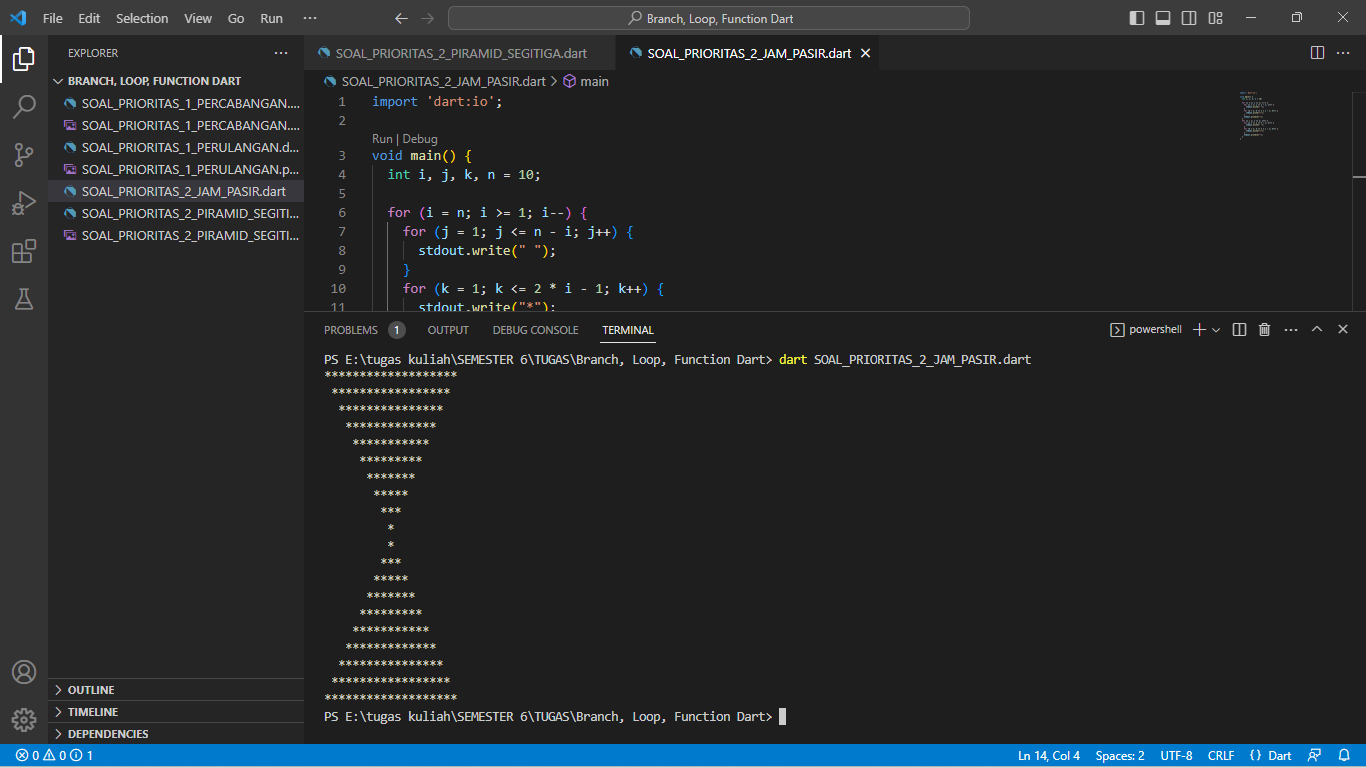 File Edit Selection View Go Run ··· Branch, Loop, Function Dart
EXPLORER ···
BRANCH, LOOP, FUNCTION DART
SOAL_PRIORITAS_1_PERCABANGAN....
SOAL_PRIORITAS_1_PERCABANGAN....
SOAL_PRIORITAS_1_PERULANGAN.d...
SOAL_PRIORITAS_1_PERULANGAN.p...
SOAL_PRIORITAS_2_JAM_PASIR.dart
SOAL_PRIORITAS_2_PIRAMID_SEGITI...
SOAL_PRIORITAS_2_PIRAMID_SEGITI...
OUTLINE
TIMELINE
DEPENDENCIES
SOAL_PRIORITAS_2_PIRAMID_SEGITIGA.dart SOAL_PRIORITAS_2_JAM_PASIR.dart
SOAL_PRIORITAS_2_JAM_PASIR.dart > main
1 import 'dart:io';
2
Run | Debug
3 void main() {
4   int i, j, k, n = 10;
5
6   for (i = n; i >= 1; i--) {
7     for (j = 1; j <= n - i; j++) {
8       stdout.write(" ");
9     }
10     for (k = 1; k <= 2 * i - 1; k++) {
11       stdout.write("*");
PROBLEMS 1 OUTPUT DEBUG CONSOLE TERMINAL powershell
PS E:\tugas kuliah\SEMESTER 6\TUGAS\Branch, Loop, Function Dart> dart SOAL_PRIORITAS_2_JAM_PASIR.dart
*******************
 *****************
  ***************
   *************
    ***********
     *********
      *******
       *****
        ***
         *
         *
        ***
       *****
      *******
     *********
    ***********
   *************
  ***************
 *****************
*******************
PS E:\tugas kuliah\SEMESTER 6\TUGAS\Branch, Loop, Function Dart>
0 0 1 Ln 14, Col 4 Spaces: 2 UTF-8 CRLF {} Dart